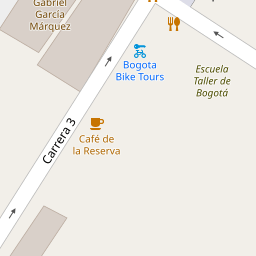 Gabriel
García
Márquez
Bogota
Bike Tours
Escuela
Taller de
Bogotá
Carrera 3
Café de
la Reserva